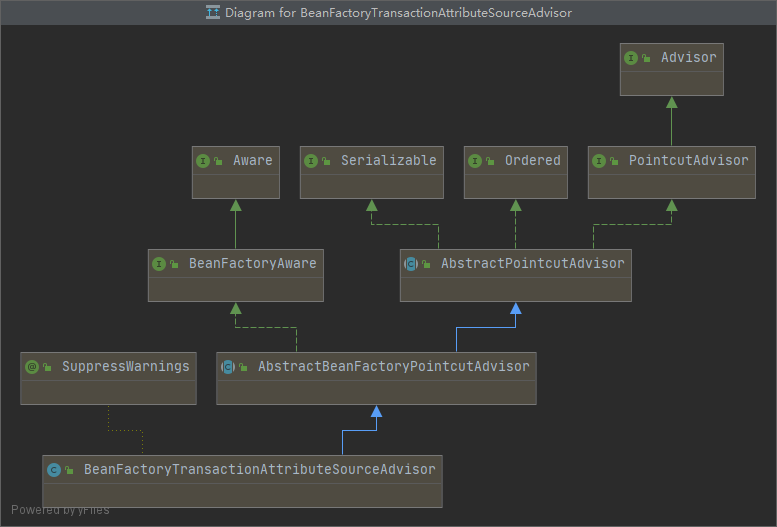 Diagram for BeanFactoryTransactionAttributeSourceAdvisor
I Advisor
I Aware
I Serializable
I Ordered
I PointcutAdvisor
I BeanFactoryAware
C AbstractPointcutAdvisor
@ SuppressWarnings
C AbstractBeanFactoryPointcutAdvisor
C BeanFactoryTransactionAttributeSourceAdvisor
Powered by yFiles